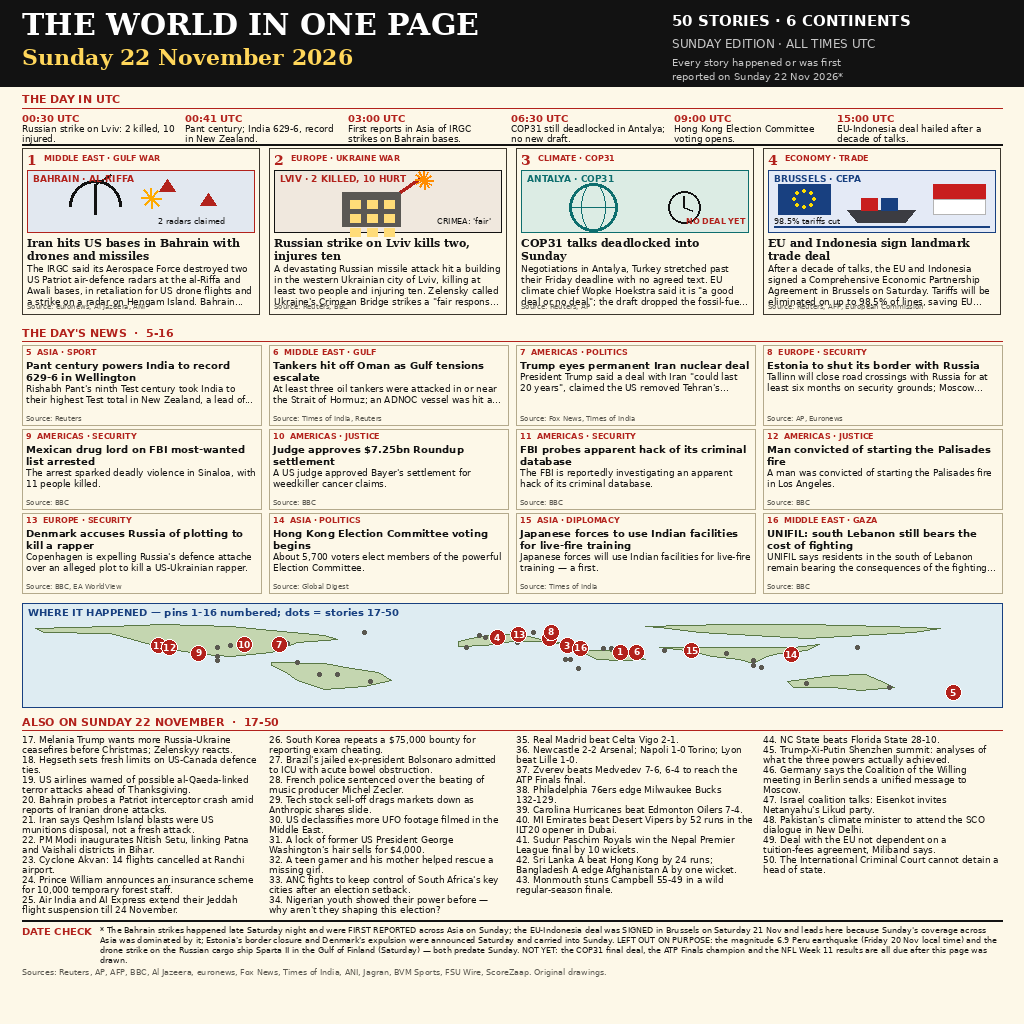 THE WORLD IN ONE PAGE
Sunday 22 November 2026
50 STORIES · 6 CONTINENTS
SUNDAY EDITION · ALL TIMES UTC
Every story happened or was first
reported on Sunday 22 Nov 2026*
THE DAY IN UTC
00:30 UTC
Russian strike on Lviv: 2 killed, 10
injured.
00:41 UTC
Pant century; India 629-6, record
in New Zealand.
03:00 UTC
First reports in Asia of IRGC
strikes on Bahrain bases.
06:30 UTC
COP31 still deadlocked in Antalya;
no new draft.
09:00 UTC
Hong Kong Election Committee
voting opens.
15:00 UTC
EU-Indonesia deal hailed after a
decade of talks.
1 MIDDLE EAST · GULF WAR
BAHRAIN · AL-RIFFA
2 radars claimed
Iran hits US bases in Bahrain with
drones and missiles
The IRGC said its Aerospace Force destroyed two
US Patriot air-defence radars at the al-Riffa and
Awali bases, in retaliation for US drone flights and
a strike on a radar on Hengam Island. Bahrain...
Source: Euronews, Al Jazeera, ANI
2 EUROPE · UKRAINE WAR
LVIV · 2 KILLED, 10 HURT
CRIMEA: 'fair'
Russian strike on Lviv kills two,
injures ten
A devastating Russian missile attack hit a building
in the western Ukrainian city of Lviv, killing at
least two people and injuring ten. Zelensky called
Ukraine's Crimean Bridge strikes a "fair respons...
Source: Reuters, BBC
3 CLIMATE · COP31
ANTALYA · COP31
NO DEAL YET
COP31 talks deadlocked into
Sunday
Negotiations in Antalya, Turkey stretched past
their Friday deadline with no agreed text. EU
climate chief Wopke Hoekstra said it is "a good
deal or no deal"; the draft dropped the fossil-fue...
Source: Reuters, AP
4 ECONOMY · TRADE
BRUSSELS · CEPA
98.5% tariffs cut
EU and Indonesia sign landmark
trade deal
After a decade of talks, the EU and Indonesia
signed a Comprehensive Economic Partnership
Agreement in Brussels on Saturday. Tariffs will be
eliminated on up to 98.5% of lines, saving EU...
Source: Reuters, AFP, European Commission
THE DAY'S NEWS · 5-16
5 ASIA · SPORT
Pant century powers India to record
629-6 in Wellington
Rishabh Pant's ninth Test century took India to
their highest Test total in New Zealand, a lead of...
Source: Reuters
6 MIDDLE EAST · GULF
Tankers hit off Oman as Gulf tensions
escalate
At least three oil tankers were attacked in or near
the Strait of Hormuz; an ADNOC vessel was hit a...
Source: Times of India, Reuters
7 AMERICAS · POLITICS
Trump eyes permanent Iran nuclear deal
President Trump said a deal with Iran "could last
20 years", claimed the US removed Tehran's...
Source: Fox News, Times of India
8 EUROPE · SECURITY
Estonia to shut its border with Russia
Tallinn will close road crossings with Russia for at
least six months on security grounds; Moscow...
Source: AP, Euronews
9 AMERICAS · SECURITY
Mexican drug lord on FBI most-wanted
list arrested
The arrest sparked deadly violence in Sinaloa, with
11 people killed.
Source: BBC
10 AMERICAS · JUSTICE
Judge approves $7.25bn Roundup
settlement
A US judge approved Bayer's settlement for
weedkiller cancer claims.
Source: BBC
11 AMERICAS · SECURITY
FBI probes apparent hack of its criminal
database
The FBI is reportedly investigating an apparent
hack of its criminal database.
Source: BBC
12 AMERICAS · JUSTICE
Man convicted of starting the Palisades
fire
A man was convicted of starting the Palisades fire
in Los Angeles.
Source: BBC
13 EUROPE · SECURITY
Denmark accuses Russia of plotting to
kill a rapper
Copenhagen is expelling Russia's defence attache
over an alleged plot to kill a US-Ukrainian rapper.
Source: BBC, EA WorldView
14 ASIA · POLITICS
Hong Kong Election Committee voting
begins
About 5,700 voters elect members of the powerful
Election Committee.
Source: Global Digest
15 ASIA · DIPLOMACY
Japanese forces to use Indian facilities
for live-fire training
Japanese forces will use Indian facilities for live-fire
training — a first.
Source: Times of India
16 MIDDLE EAST · GAZA
UNIFIL: south Lebanon still bears the
cost of fighting
UNIFIL says residents in the south of Lebanon
remain bearing the consequences of the fighting...
Source: BBC
WHERE IT HAPPENED — pins 1-16 numbered; dots = stories 17-50
12
9
10
7
4
13
8
3
16
1
6
15
14
5
ALSO ON SUNDAY 22 NOVEMBER · 17-50
17. Melania Trump wants more Russia-Ukraine
ceasefires before Christmas; Zelenskyy reacts.
18. Hegseth sets fresh limits on US-Canada defence
ties.
19. US airlines warned of possible al-Qaeda-linked
terror attacks ahead of Thanksgiving.
20. Bahrain probes a Patriot interceptor crash amid
reports of Iranian drone attacks.
21. Iran says Qeshm Island blasts were US
munitions disposal, not a fresh attack.
22. PM Modi inaugurates Nitish Setu, linking Patna
and Vaishali districts in Bihar.
23. Cyclone Akvan: 14 flights cancelled at Ranchi
airport.
24. Prince William announces an insurance scheme
for 10,000 temporary forest staff.
25. Air India and AI Express extend their Jeddah
flight suspension till 24 November.
26. South Korea repeats a $75,000 bounty for
reporting exam cheating.
27. Brazil's jailed ex-president Bolsonaro admitted
to ICU with acute bowel obstruction.
28. French police sentenced over the beating of
music producer Michel Zecler.
29. Tech stock sell-off drags markets down as
Anthropic shares slide.
30. US declassifies more UFO footage filmed in the
Middle East.
31. A lock of former US President George
Washington's hair sells for $4,000.
32. A teen gamer and his mother helped rescue a
missing girl.
33. ANC fights to keep control of South Africa's key
cities after an election setback.
34. Nigerian youth showed their power before —
why aren't they shaping this election?
35. Real Madrid beat Celta Vigo 2-1.
36. Newcastle 2-2 Arsenal; Napoli 1-0 Torino; Lyon
beat Lille 1-0.
37. Zverev beats Medvedev 7-6, 6-4 to reach the
ATP Finals final.
38. Philadelphia 76ers edge Milwaukee Bucks
132-129.
39. Carolina Hurricanes beat Edmonton Oilers 7-4.
40. MI Emirates beat Desert Vipers by 52 runs in the
ILT20 opener in Dubai.
41. Sudur Paschim Royals win the Nepal Premier
League final by 10 wickets.
42. Sri Lanka A beat Hong Kong by 24 runs;
Bangladesh A edge Afghanistan A by one wicket.
43. Monmouth stuns Campbell 55-49 in a wild
regular-season finale.
44. NC State beats Florida State 28-10.
45. Trump-Xi-Putin Shenzhen summit: analyses of
what the three powers actually achieved.
46. Germany says the Coalition of the Willing
meeting in Berlin sends a unified message to
Moscow.
47. Israel coalition talks: Eisenkot invites
Netanyahu's Likud party.
48. Pakistan's climate minister to attend the SCO
dialogue in New Delhi.
49. Deal with the EU not dependent on a
tuition-fees agreement, Miliband says.
50. The International Criminal Court cannot detain a
head of state.
DATE CHECK
* The Bahrain strikes happened late Saturday night and were FIRST REPORTED across Asia on Sunday; the EU-Indonesia deal was SIGNED in Brussels on Saturday 21 Nov and leads here because Sunday's coverage across
Asia was dominated by it; Estonia's border closure and Denmark's expulsion were announced Saturday and carried into Sunday. LEFT OUT ON PURPOSE: the magnitude 6.9 Peru earthquake (Friday 20 Nov local time) and the
drone strike on the Russian cargo ship Sparta II in the Gulf of Finland (Saturday) — both predate Sunday. NOT YET: the COP31 final deal, the ATP Finals champion and the NFL Week 11 results are all due after this page was
drawn.
Sources: Reuters, AP, AFP, BBC, Al Jazeera, euronews, Fox News, Times of India, ANI, Jagran, BVM Sports, FSU Wire, ScoreZaap. Original drawings.